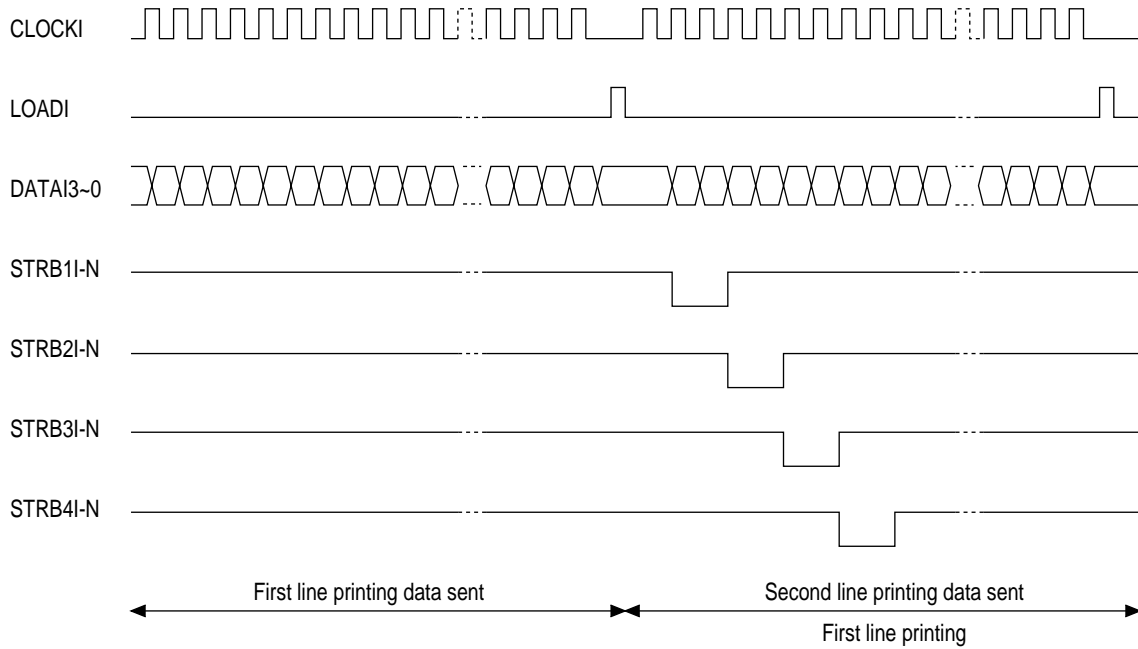 CLOCKI
LOADI
DATAI3~0
STRB1I-N
STRB2I-N
STRB3I-N
STRB4I-N
First line printing data sent
Second line printing data sent
First line printing